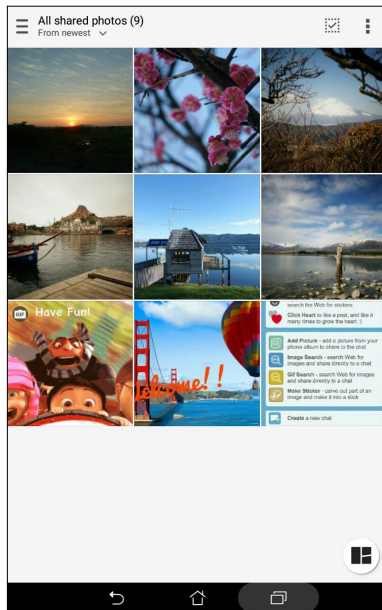 All shared photos (9)
From newest
GIF
Have Fun!
Welcome! !
search the Web for stickers
Click Heart to like a post, and like it
many times to grow the heart :)
Add Picture - add a picture from your
phone album to share to the chat
Image Search - search Web for
images and share directly to a chat
Gif Search - search Web for images
and share directly to a chat
Make Sticker - carve out part of an
image and make it into a stick
Create a new chat